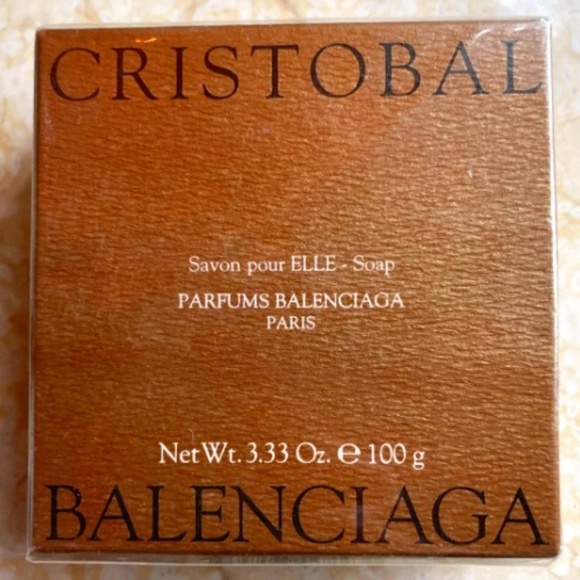 CRISTOBAL
Savon pour ELLE - Soap
PARFUMS BALENCIAGA
PARIS
Net Wt. 3.33 Oz. ℮ 100 g
BALENCIAGA